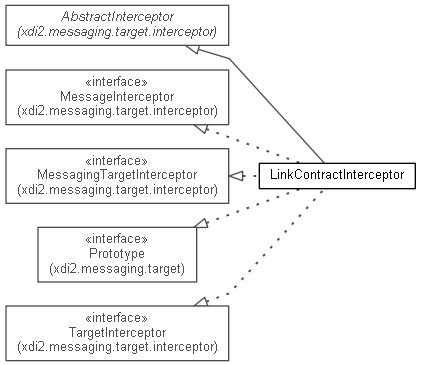 AbstractInterceptor
(xdi2.messaging.target.interceptor)
«interface»
MessageInterceptor
(xdi2.messaging.target.interceptor)
«interface»
MessagingTargetInterceptor
(xdi2.messaging.target.interceptor)
LinkContractInterceptor
«interface»
Prototype
(xdi2.messaging.target)
«interface»
TargetInterceptor
(xdi2.messaging.target.interceptor)